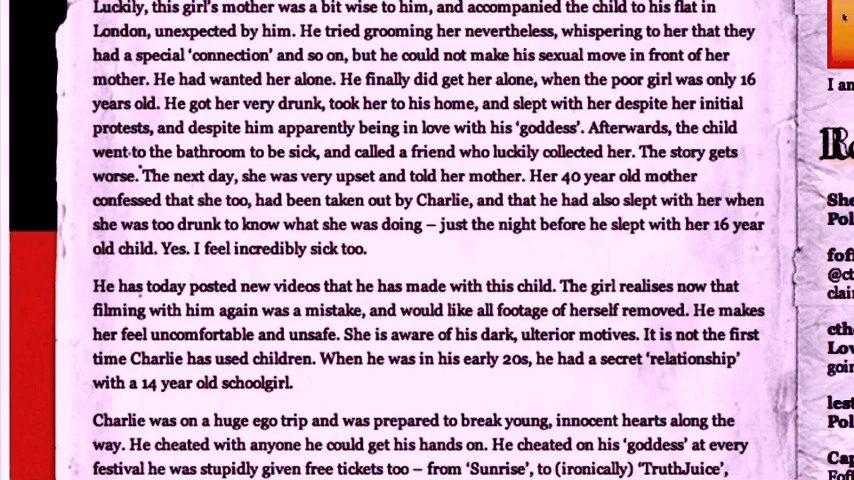 Luckily, this girl's mother was a bit wise to him, and accompanied the child to his flat in
London, unexpected by him. He tried grooming her nevertheless, whispering to her that they
had a special 'connection' and so on, but he could not make his sexual move in front of her
mother. He had wanted her alone. He finally did get her alone, when the poor girl was only 16
years old. He got her very drunk, took her to his home, and slept with her despite her initial
protests, and despite him apparently being in love with his 'goddess'. Afterwards, the child
went to the bathroom to be sick, and called a friend who luckily collected her. The story gets
worse. The next day, she was very upset and told her mother. Her 40 year old mother
confessed that she too, had been taken out by Charlie, and that he had also slept with her when
she was too drunk to know what she was doing – just the night before he slept with her 16 year
old child. Yes. I feel incredibly sick too.
He has today posted new videos that he has made with this child. The girl realises now that
filming with him again was a mistake, and would like all footage of herself removed. He makes
her feel uncomfortable and unsafe. She is aware of his dark, ulterior motives. It is not the first
time Charlie has used children. When he was in his early 20s, he had a secret 'relationship'
with a 14 year old schoolgirl.
Charlie was on a huge ego trip and was prepared to break young, innocent hearts along the
way. He cheated with anyone he could get his hands on. He cheated on his 'goddess' at every
festival he was stupidly given free tickets too – from 'Sunrise', to (ironically) 'TruthJuice',
I an
Re
She
Pol
foff
@ct
clai
cthe
Lov
goin
lest
Pol
Cap
Foff